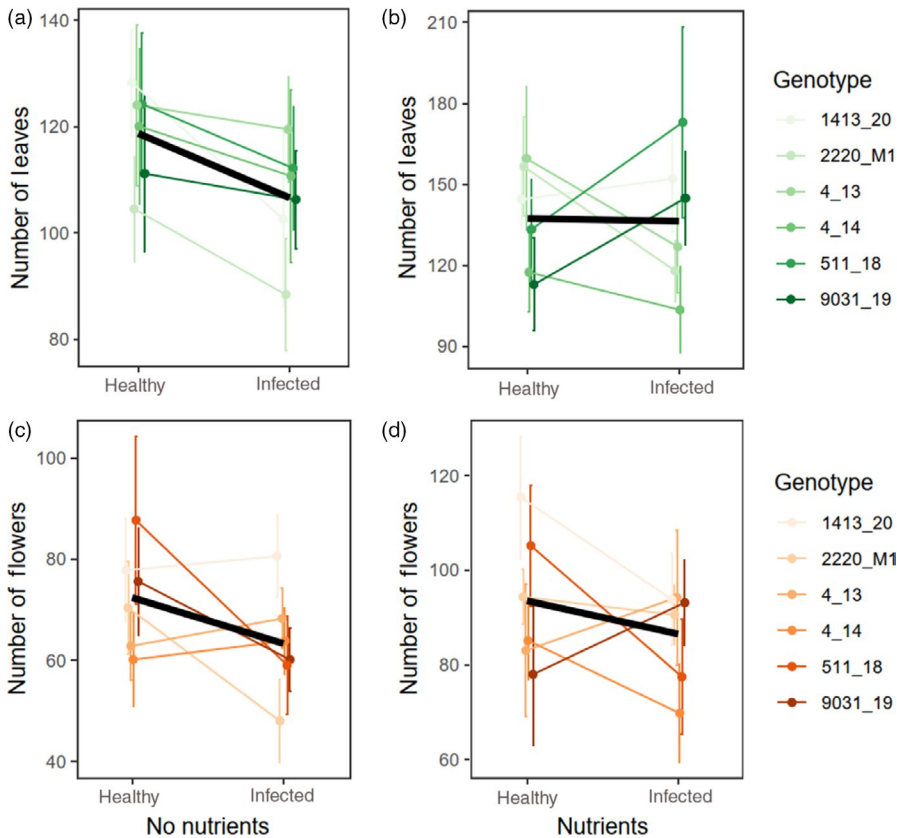 (a)
Number of leaves
140
120
100
80
Healthy
Infected
(b)
Number of leaves
210
180
150
120
90
Healthy
Infected
Genotype
1413_20
2220_M1
4_13
4_14
511_18
9031_19
(c)
Number of flowers
100
80
60
40
Healthy
Infected
No nutrients
(d)
Number of flowers
120
100
80
60
Healthy
Infected
Nutrients
Genotype
1413_20
2220_M1
4_13
4_14
511_18
9031_19